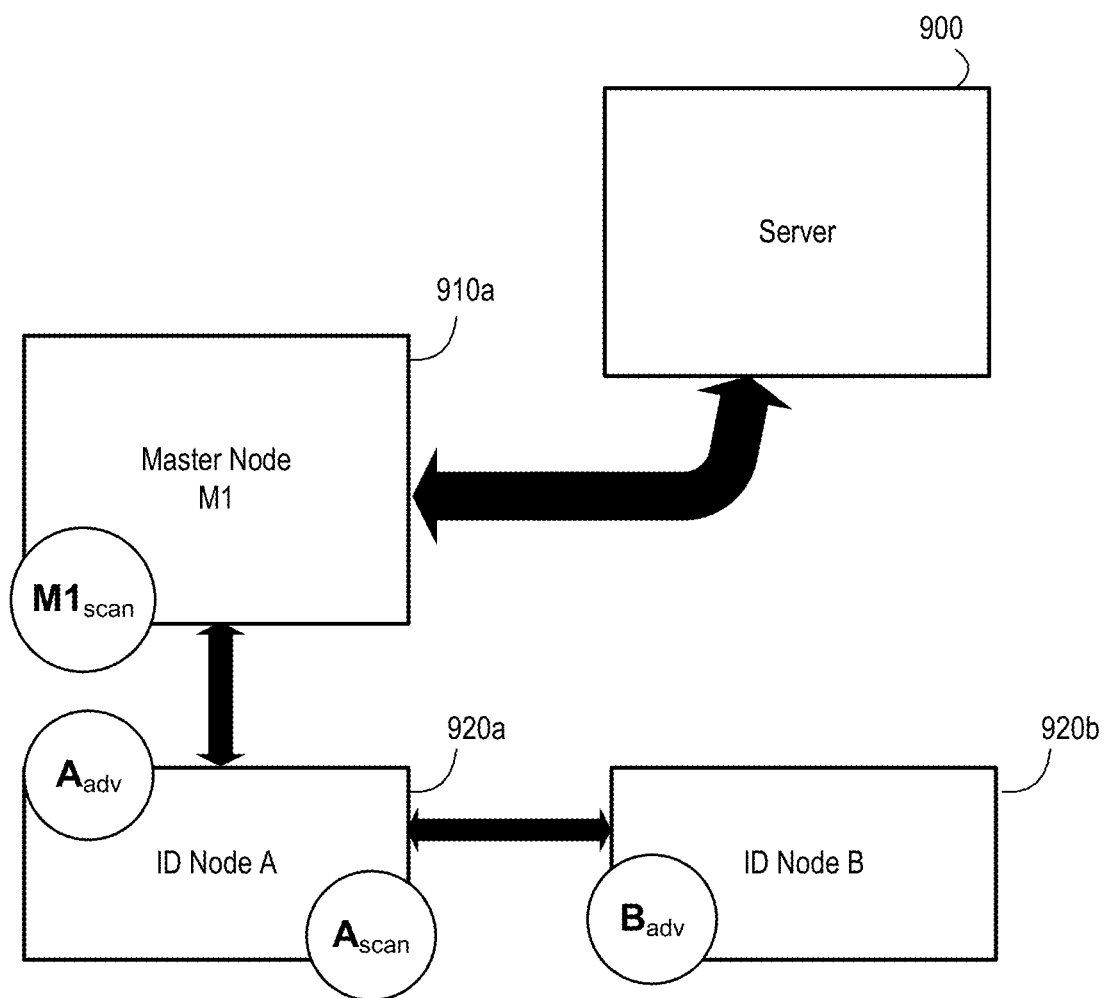 900
Server
910a
Master Node
M1
M1scan
920a
920b
Aadv
ID Node A
ID Node B
Ascan
Badv